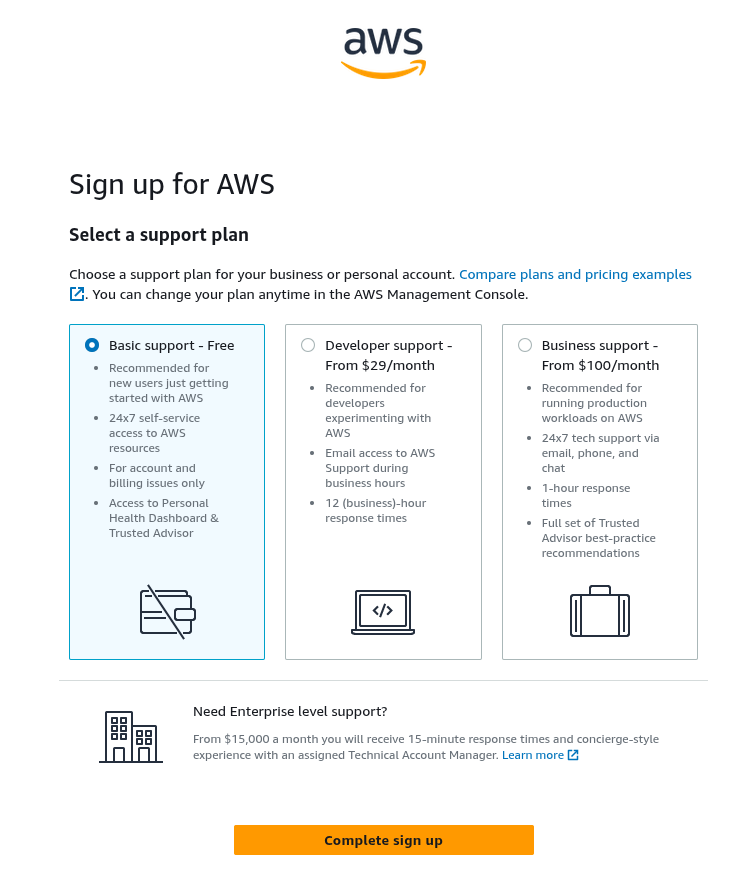 aws
Sign up for AWS
Select a support plan
Choose a support plan for your business or personal account. Compare plans and pricing examples
. You can change your plan anytime in the AWS Management Console.
Basic support - Free
Recommended for
new users just getting
started with AWS
24x7 self-service
access to AWS
resources
For account and
billing issues only
Access to Personal
Health Dashboard &
Trusted Advisor
Developer support -
From $29/month
Recommended for
developers
experimenting with
AWS
Email access to AWS
Support during
business hours
12 (business)-hour
response times
</>
Business support -
From $100/month
Recommended for
running production
workloads on AWS
24x7 tech support via
email, phone, and
chat
1-hour response
times
Full set of Trusted
Advisor best-practice
recommendations
Need Enterprise level support?
From $15,000 a month you will receive 15-minute response times and concierge-style
experience with an assigned Technical Account Manager. Learn more
Complete sign up